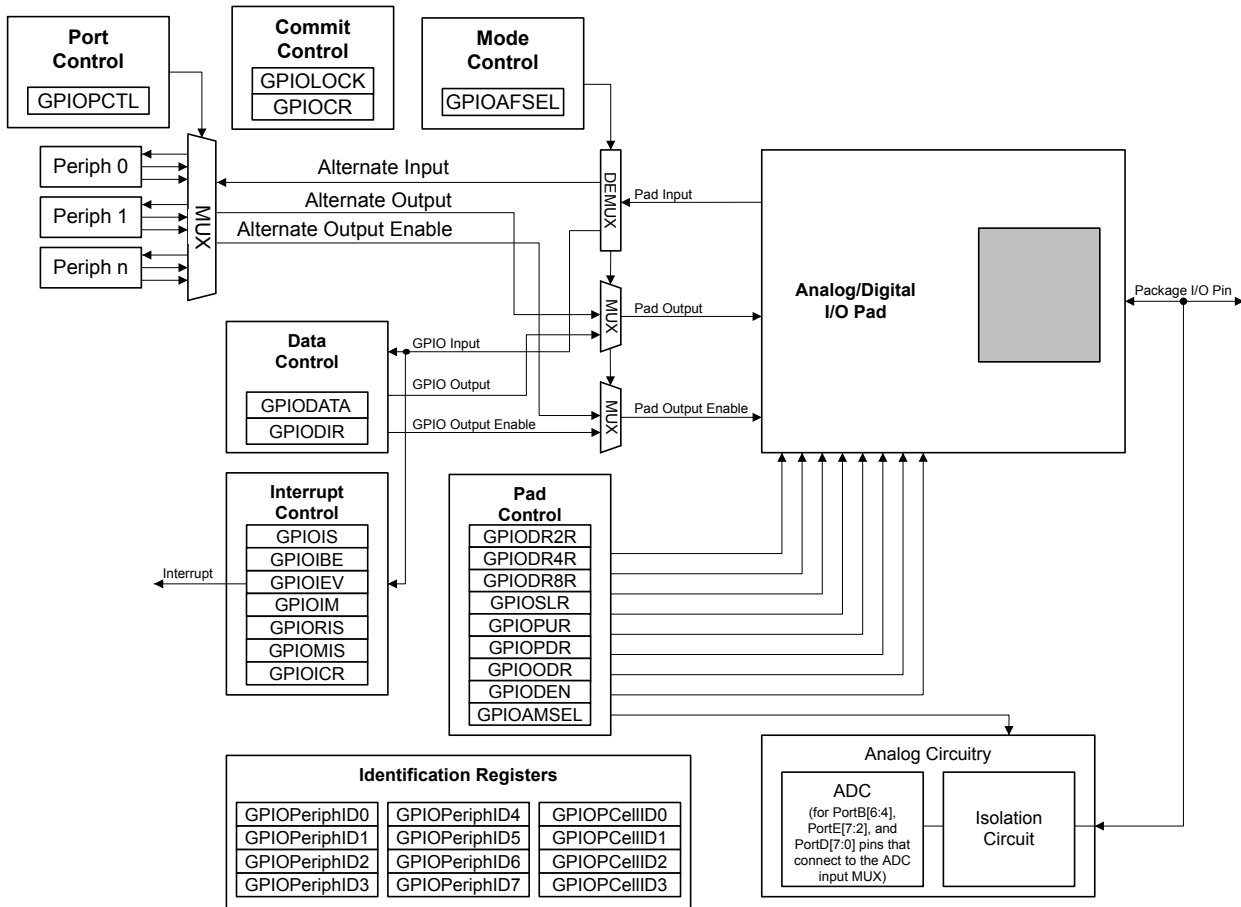 Port
Control
GPIOPCTL
Commit
Control
GPIOLOCK
GPIOCR
Mode
Control
GPIOAFSEL
Periph 0
Periph 1
Periph n
MUX
Alternate Input
Alternate Output
Alternate Output Enable
DEMUX
Pad Input
MUX
Pad Output
MUX
Pad Output Enable
Analog/Digital
I/O Pad
Package I/O Pin
Data
Control
GPIODATA
GPIODIR
GPIO Input
GPIO Output
GPIO Output Enable
Interrupt
Control
GPIOIS
GPIOIBE
GPIOIEV
GPIOIM
GPIORIS
GPIOMIS
GPIOICR
Interrupt
Pad
Control
GPIODR2R
GPIODR4R
GPIODR8R
GPIOSLR
GPIOPUR
GPIOPDR
GPIOODR
GPIODEN
GPIOAMSEL
Analog Circuitry
ADC
(for PortB[6:4],
PortE[7:2], and
PortD[7:0] pins that
connect to the ADC
input MUX)
Isolation
Circuit
Identification Registers
GPIOPeriphID0
GPIOPeriphID1
GPIOPeriphID2
GPIOPeriphID3
GPIOPeriphID4
GPIOPeriphID5
GPIOPeriphID6
GPIOPeriphID7
GPIOPCellID0
GPIOPCellID1
GPIOPCellID2
GPIOPCellID3